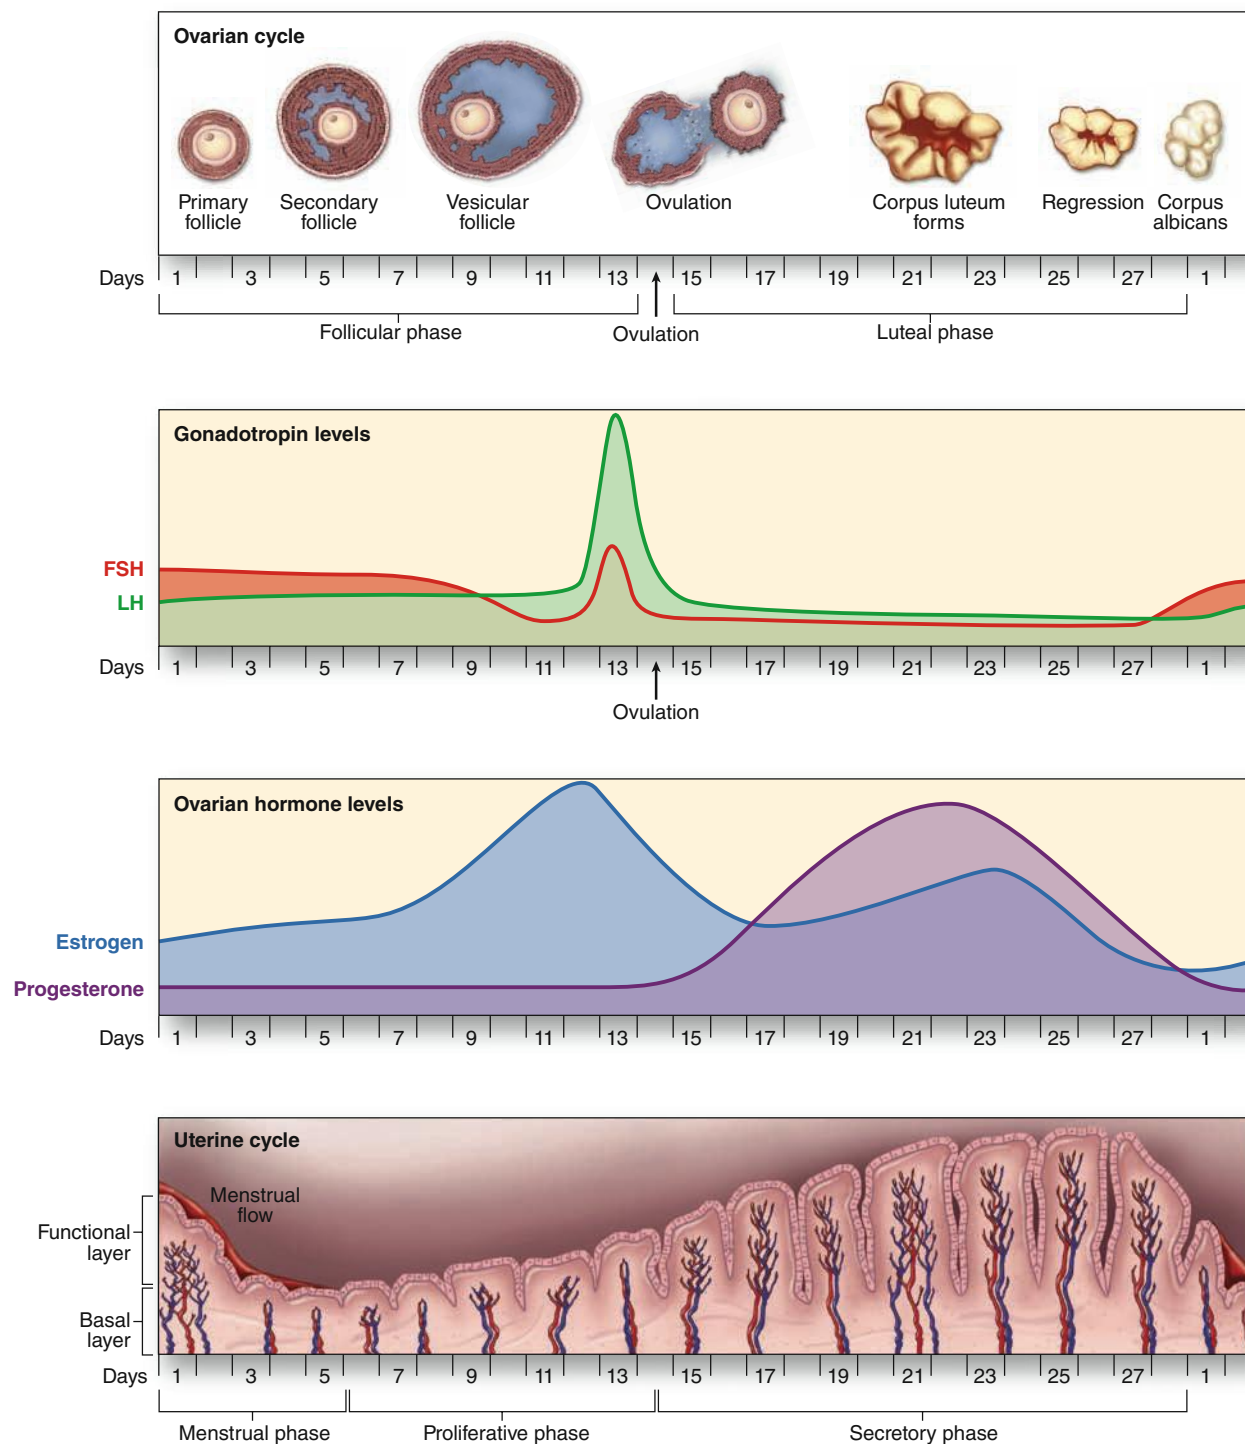 Ovarian cycle
Primary
follicle
Secondary
follicle
Vesicular
follicle
Ovulation
Corpus luteum
forms
Regression
Corpus
albicans
Days 1 3 5 7 9 11 13 15 17 19 21 23 25 27 1
Follicular phase
Ovulation
Luteal phase
Gonadotropin levels
FSH
LH
Days 1 3 5 7 9 11 13 15 17 19 21 23 25 27 1
Ovulation
Ovarian hormone levels
Estrogen
Progesterone
Days 1 3 5 7 9 11 13 15 17 19 21 23 25 27 1
Uterine cycle
Menstrual
flow
Functional
layer
Basal
layer
Days 1 3 5 7 9 11 13 15 17 19 21 23 25 27 1
Menstrual phase
Proliferative phase
Secretory phase